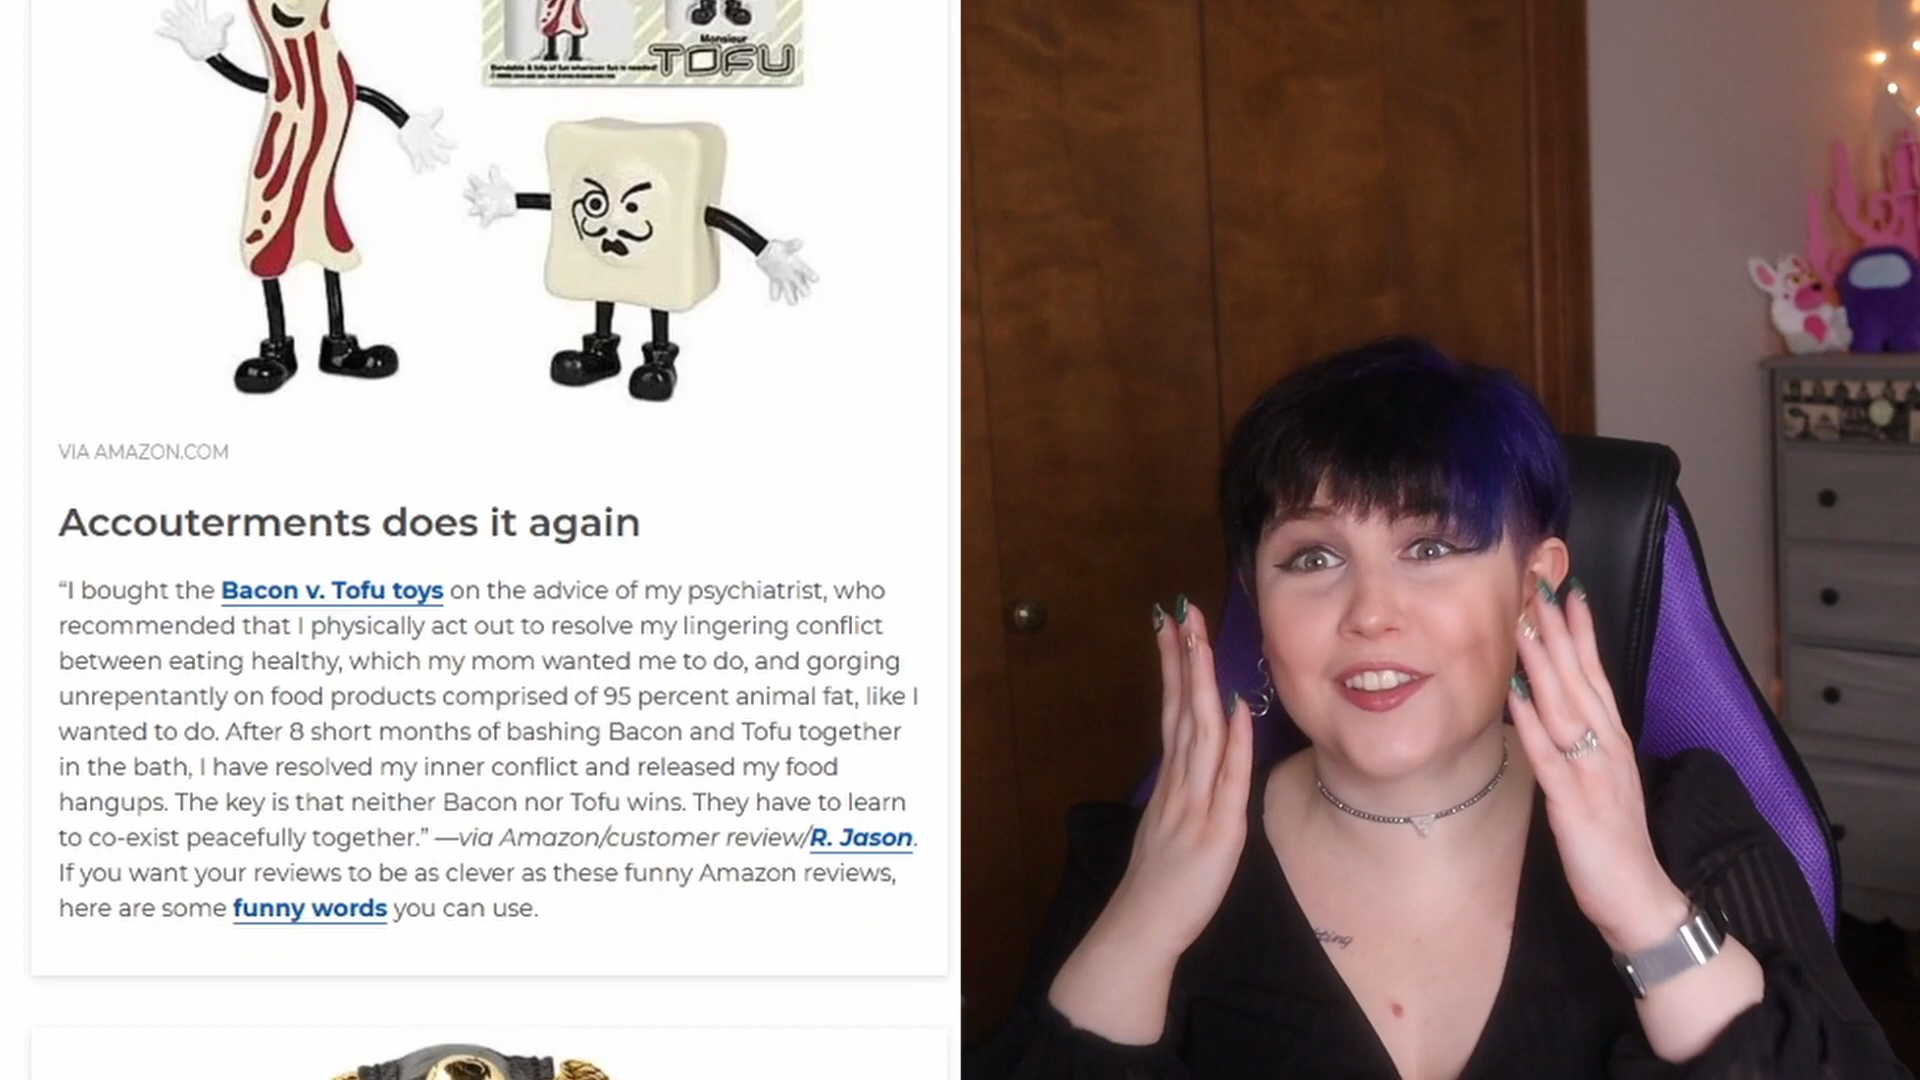 Monsieur
TOFU
VIA AMAZON.COM
Accouterments does it again
“I bought the Bacon v. Tofu toys on the advice of my psychiatrist, who
recommended that I physically act out to resolve my lingering conflict
between eating healthy, which my mom wanted me to do, and gorging
unrepentantly on food products comprised of 95 percent animal fat, like I
wanted to do. After 8 short months of bashing Bacon and Tofu together
in the bath, I have resolved my inner conflict and released my food
hangups. The key is that neither Bacon nor Tofu wins. They have to learn
to co-exist peacefully together.” —via Amazon/customer review/R. Jason.
If you want your reviews to be as clever as these funny Amazon reviews,
here are some funny words you can use.